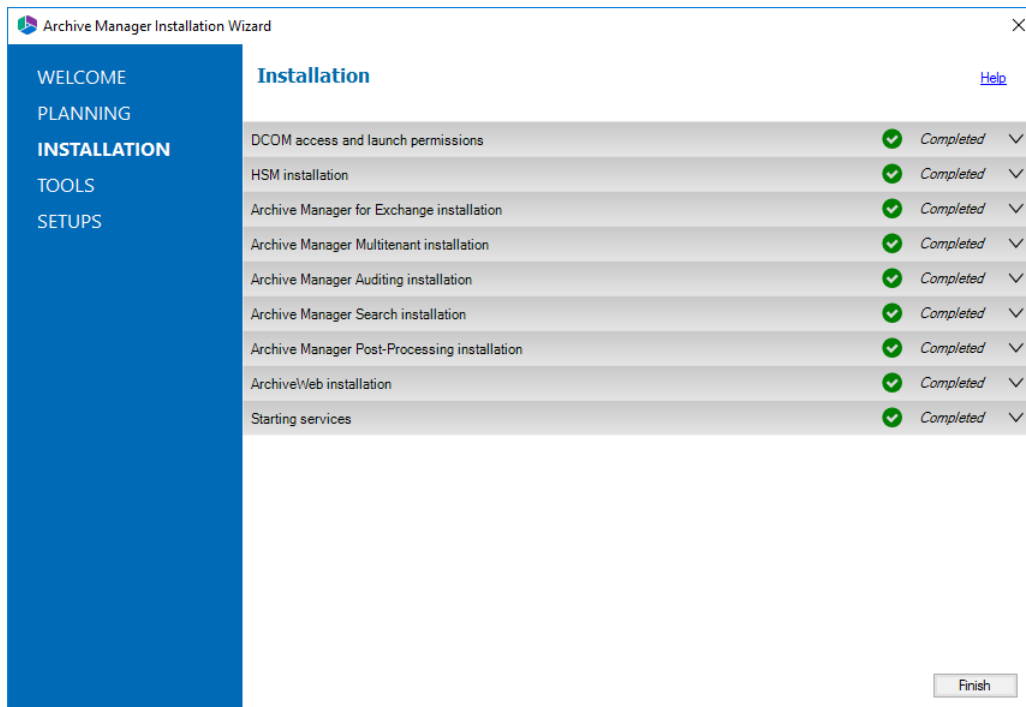 Archive Manager Installation Wizard
WELCOME
PLANNING
INSTALLATION
TOOLS
SETUPS
Installation
Help
DCOM access and launch permissions Completed
HSM installation Completed
Archive Manager for Exchange installation Completed
Archive Manager Multitenant installation Completed
Archive Manager Auditing installation Completed
Archive Manager Search installation Completed
Archive Manager Post-Processing installation Completed
ArchiveWeb installation Completed
Starting services Completed
Finish